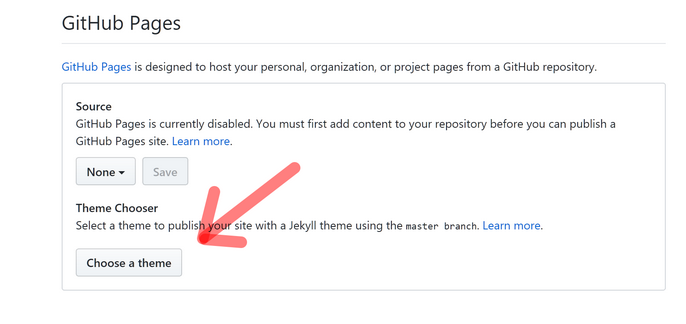 GitHub Pages
GitHub Pages is designed to host your personal, organization, or project pages from a GitHub repository.
Source
GitHub Pages is currently disabled. You must first add content to your repository before you can publish a
GitHub Pages site. Learn more.
None Save
Theme Chooser
Select a theme to publish your site with a Jekyll theme using the master branch. Learn more.
Choose a theme